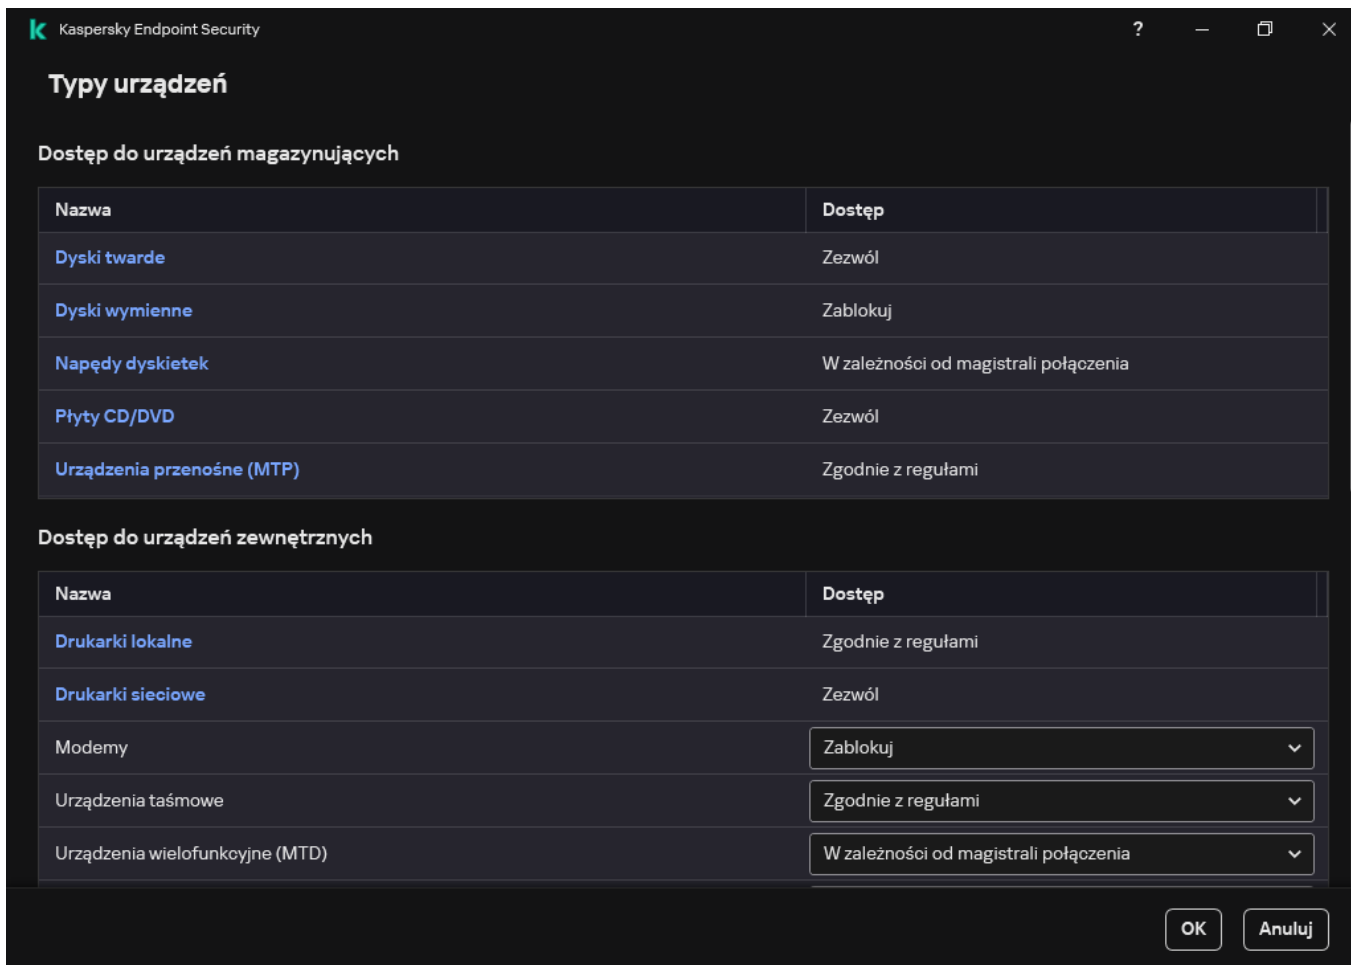 Kaspersky Endpoint Security ?
Typy urządzeń
Dostęp do urządzeń magazynujących
Nazwa Dostęp
Dyski twarde Zezwól
Dyski wymienne Zablokuj
Napędy dyskietek W zależności od magistrali połączenia
Płyty CD/DVD Zezwól
Urządzenia przenośne (MTP) Zgodnie z regułami
Dostęp do urządzeń zewnętrznych
Nazwa Dostęp
Drukarki lokalne Zgodnie z regułami
Drukarki sieciowe Zezwól
Modemy Zablokuj
Urządzenia taśmowe Zgodnie z regułami
Urządzenia wielofunkcyjne (MTD) W zależności od magistrali połączenia
OK Anuluj